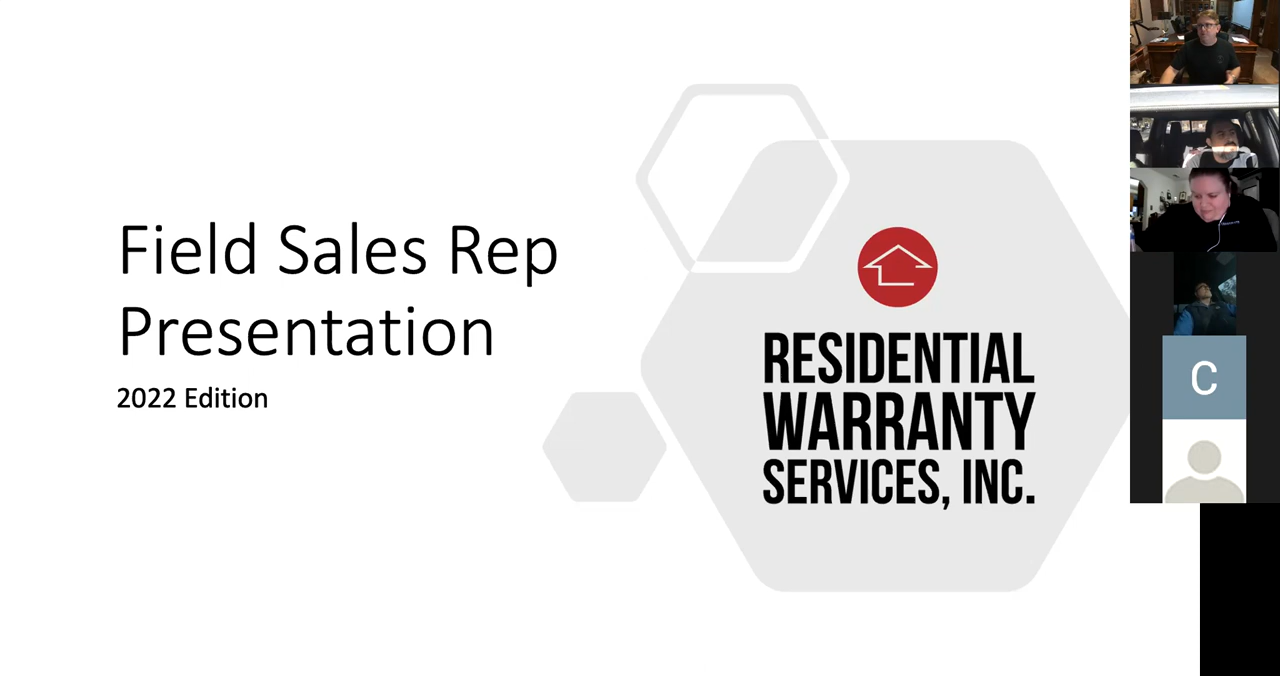 Field Sales Rep
Presentation
2022 Edition
RESIDENTIAL
WARRANTY
SERVICES, INC.
C